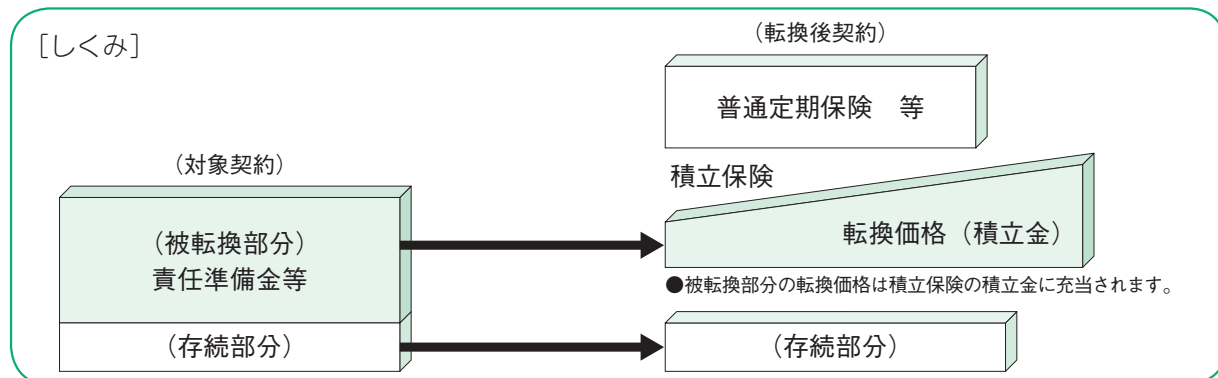 [しくみ]
（対象契約）
（被転換部分）
責任準備金等
（存続部分）
（転換後契約）
普通定期保険　等
積立保険
転換価格（積立金）
●被転換部分の転換価格は積立保険の積立金に充当されます。
（存続部分）